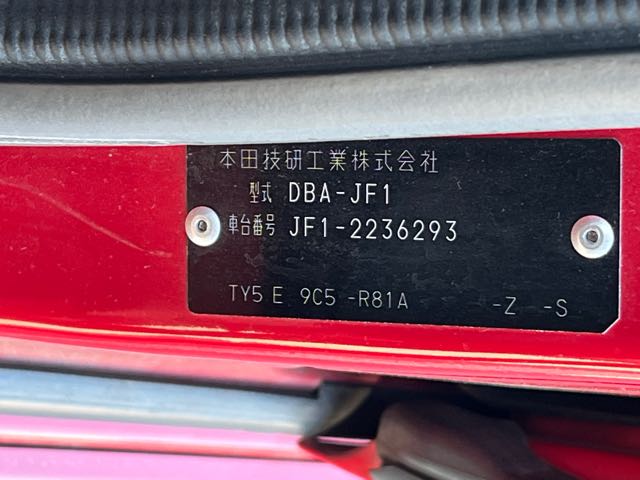 本田技研工業株式会社
型式 DBA-JF1
車台番号 JF1-2236293
TY5 E 9C5 -R81A -Z -S